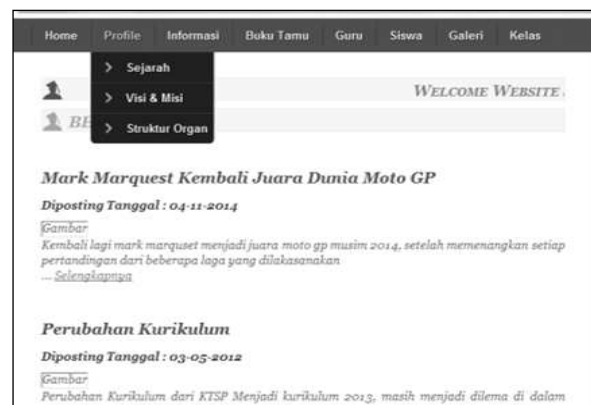 Home Profile Informasi Buku Tamu Guru Siswa Galeri Kelas
> Sejarah
> Visi & Misi
> Struktur Organ
WELCOME WEBSITE
BE
Mark Marquest Kembali Juara Dunia Moto GP
Diposting Tanggal : 04-11-2014
Gambar
Kembali lagi mark marquset menjadi juara moto gp musim 2014, setelah memenangkan setiap
pertandingan dari beberapa laga yang dilakasanakan
... Selengkapnya
Perubahan Kurikulum
Diposting Tanggal : 03-05-2012
Gambar
Perubahan Kurikulum dari KTSP Menjadi kurikulum 2013, masih menjadi dilema di dalam